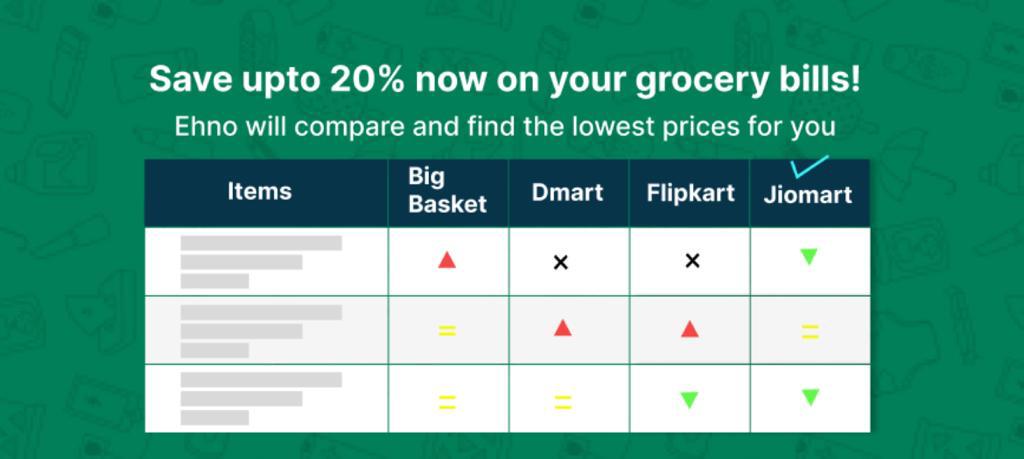 Save upto 20% now on your grocery bills!
Ehno will compare and find the lowest prices for you
Items
Big
Basket
Dmart
Flipkart
Jiomart